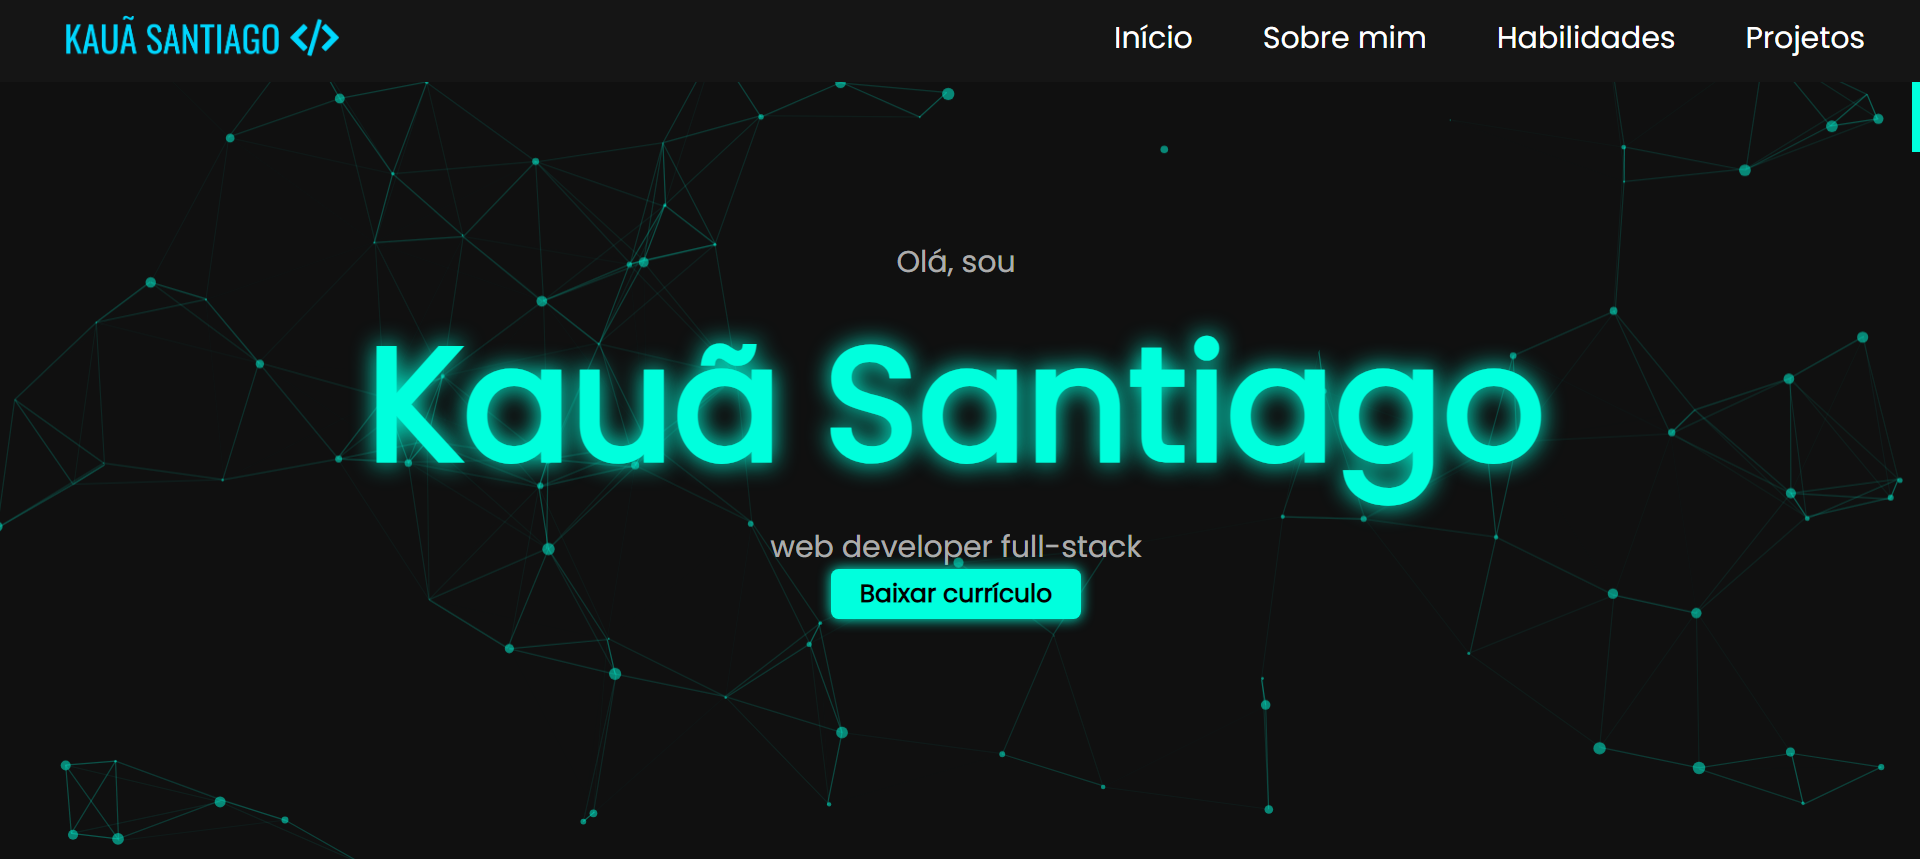 KAUÃ SANTIAGO </>
Início Sobre mim Habilidades Projetos
Olá, sou
Kauã Santiago
web developer full-stack
Baixar currículo